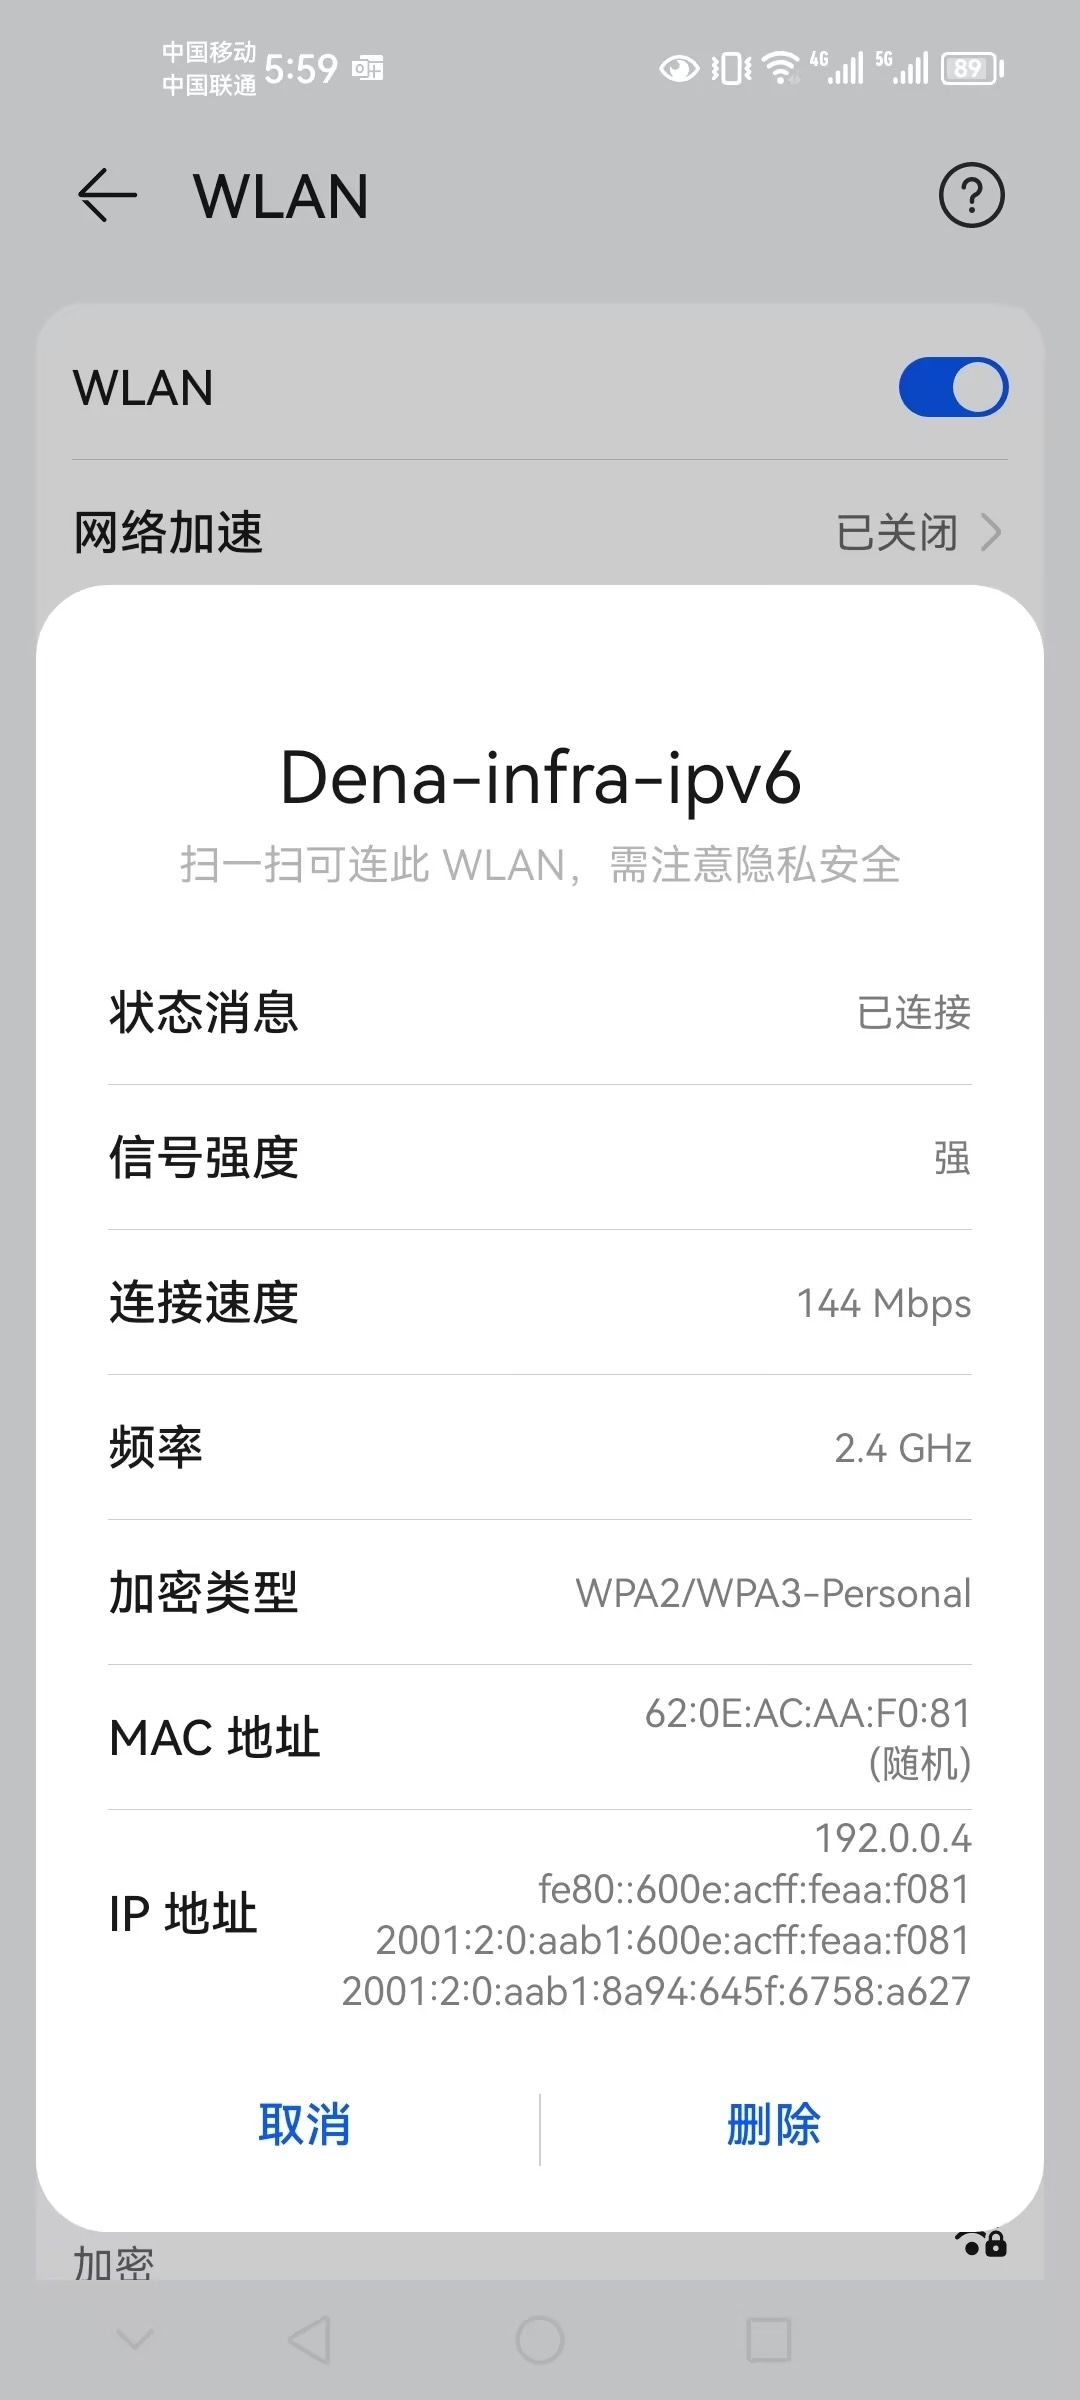 中国移动
中国联通
5:59
4G
5G
89
WLAN
WLAN
网络加速
已关闭
Dena-infra-ipv6
扫一扫可连此 WLAN，需注意隐私安全
状态消息
已连接
信号强度
强
连接速度
144 Mbps
频率
2.4 GHz
加密类型
WPA2/WPA3-Personal
MAC 地址
62:0E:AC:AA:F0:81
(随机)
IP 地址
192.0.0.4
fe80::600e:acff:feaa:f081
2001:2:0:aab1:600e:acff:feaa:f081
2001:2:0:aab1:8a94:645f:6758:a627
取消
删除
加密